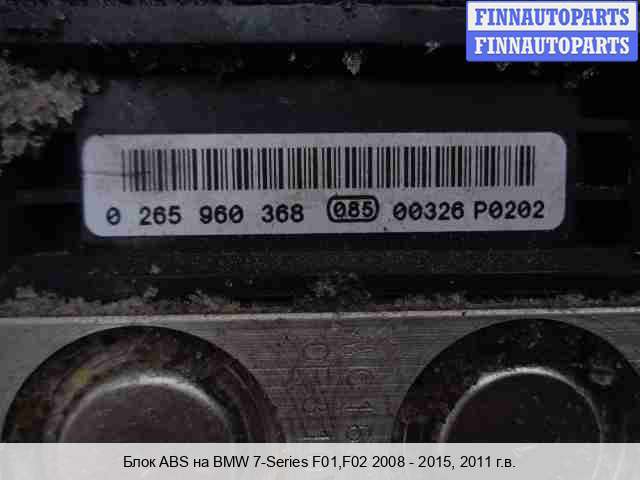 FINNAUTOPARTS
FINNAUTOPARTS
0 265 960 368 085 00326 P0202
Блок ABS на BMW 7-Series F01,F02 2008 - 2015, 2011 г.в.